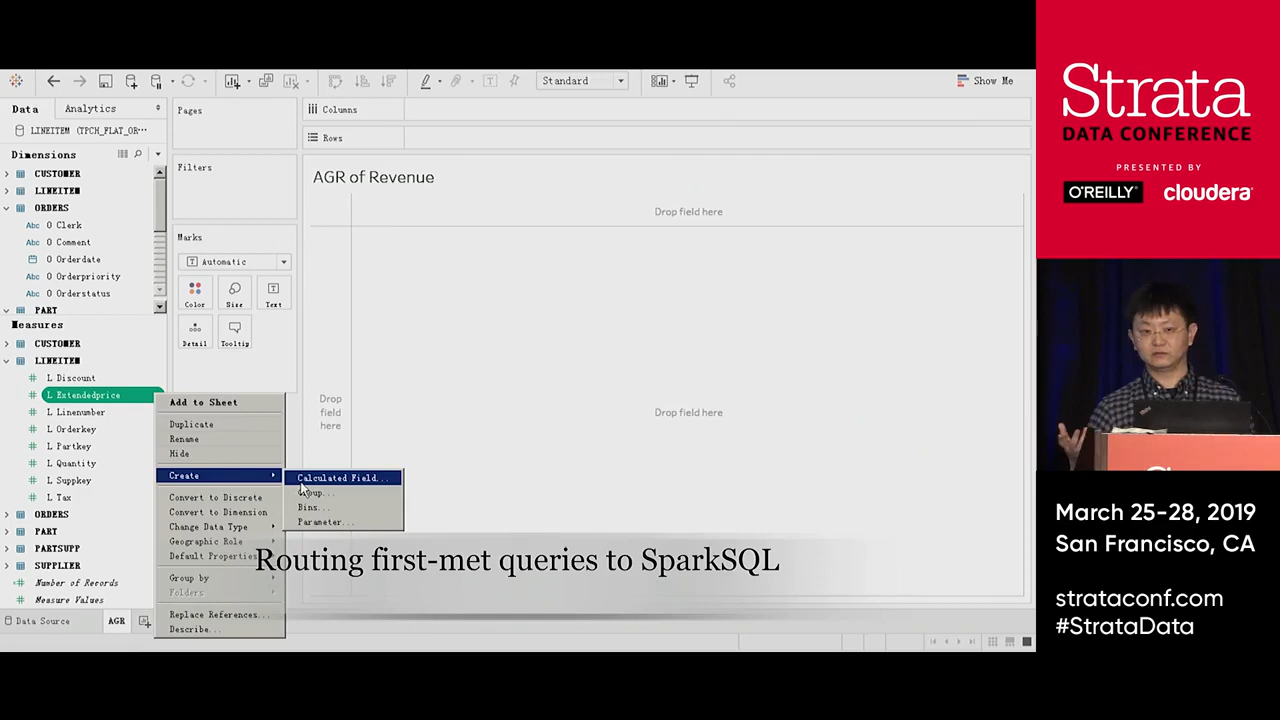 Standard
Show Me
Data
Analytics
LINEITEM (TPCH_FLAT_OR...
Dimensions
CUSTOMER
LINEITEM
ORDERS
Abc O Clerk
Abc O Comment
O Orderdate
Abc O Orderpriority
Abc O Orderstatus
PART
Measures
CUSTOMER
LINEITEM
# L Discount
# L Extendedprice
# L Linenumber
# L Orderkey
# L Partkey
# L Quantity
# L Suppkey
# L Tax
ORDERS
PART
PARTSUPP
SUPPLIER
Number of Records
Measure Values
Data Source
AGR
Pages
Filters
Marks
Automatic
Color
Size
Text
Detail
Tooltip
Columns
Rows
AGR of Revenue
Drop field here
Drop
field
here
Drop field here
Add to Sheet
Duplicate
Rename
Hide
Create
Convert to Discrete
Convert to Dimension
Change Data Type
Geographic Role
Default Properties
Group by
Folders
Replace References...
Describe...
Calculated Field...
Group...
Bins...
Parameter...
Routing first-met queries to SparkSQL
Strata
DATA CONFERENCE
PRESENTED BY
O'REILLY
cloudera
Strata
March 25-28, 2019
San Francisco, CA
strataconf.com
#StrataData